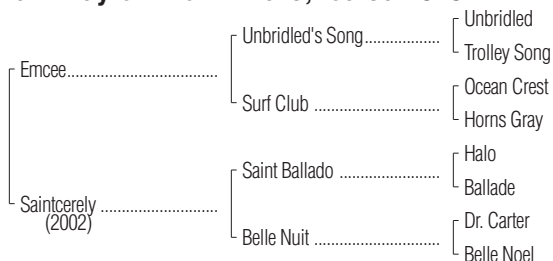 Unbridled
Unbridled's Song
Trolley Song
Emcee
Ocean Crest
Surf Club
Horns Gray
Halo
Saint Ballado
Ballade
Saintcerely
(2002)
Dr. Carter
Belle Nuit
Belle Noel